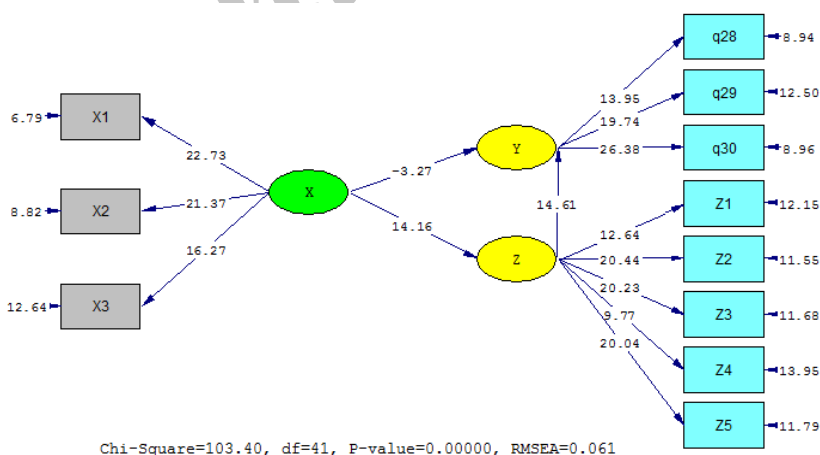 q28
8.94
13.95
q29
12.50
19.74
6.79
X1
Y
q30
8.96
26.38
22.73
-3.27
X
8.82
X2
21.37
14.61
Z1
12.15
12.64
14.16
16.27
Z
20.44
Z2
11.55
20.23
12.64
X3
Z3
11.68
9.77
20.04
Z4
13.95
Z5
11.79
Chi-Square=103.40, df=41, P-value=0.00000, RMSEA=0.061